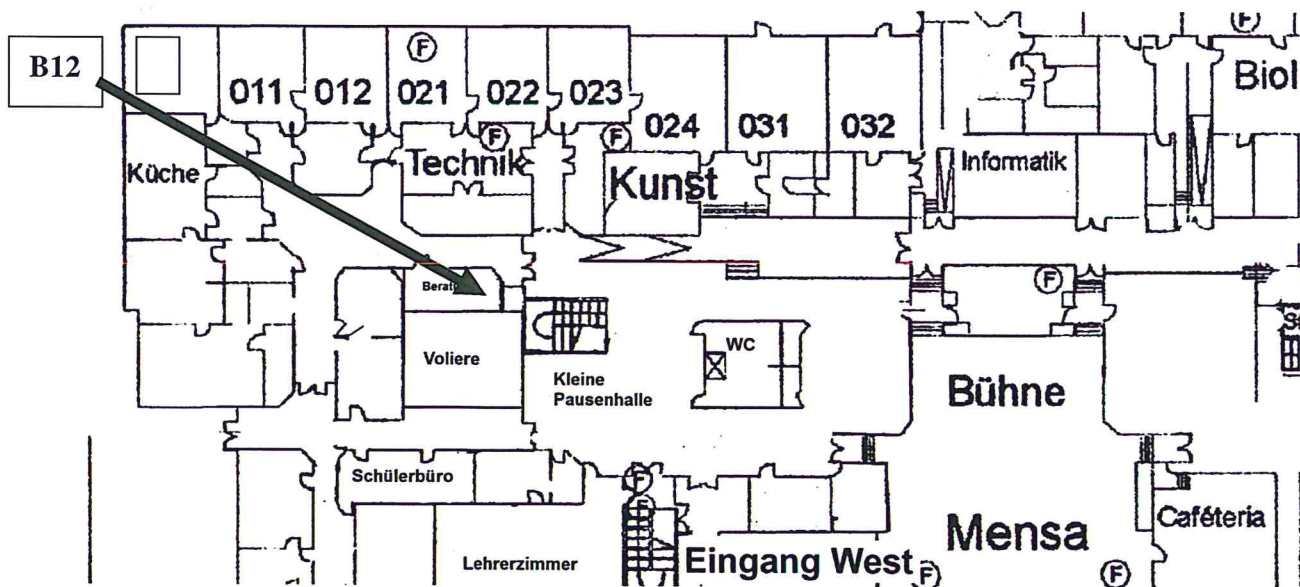 B12
F
F
Biol
011
012
021
022
023
024
031
032
F
F
Technik
Kunst
Informatik
Küche
F
Voliere
WC
Kleine
Pausenhalle
Bühne
Schülerbüro
F
F
Lehrerzimmer
Eingang West
Mensa
Caféteria
F
F